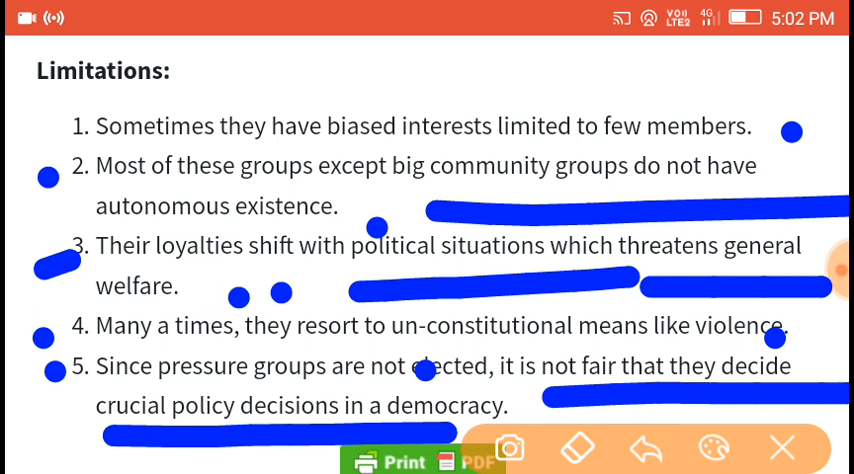 VO)) LTE2 4G 5:02 PM
Limitations:
1. Sometimes they have biased interests limited to few members.
2. Most of these groups except big community groups do not have
autonomous existence.
3. Their loyalties shift with political situations which threatens general
welfare.
4. Many a times, they resort to un-constitutional means like violence.
5. Since pressure groups are not elected, it is not fair that they decide
crucial policy decisions in a democracy.
Print PDF